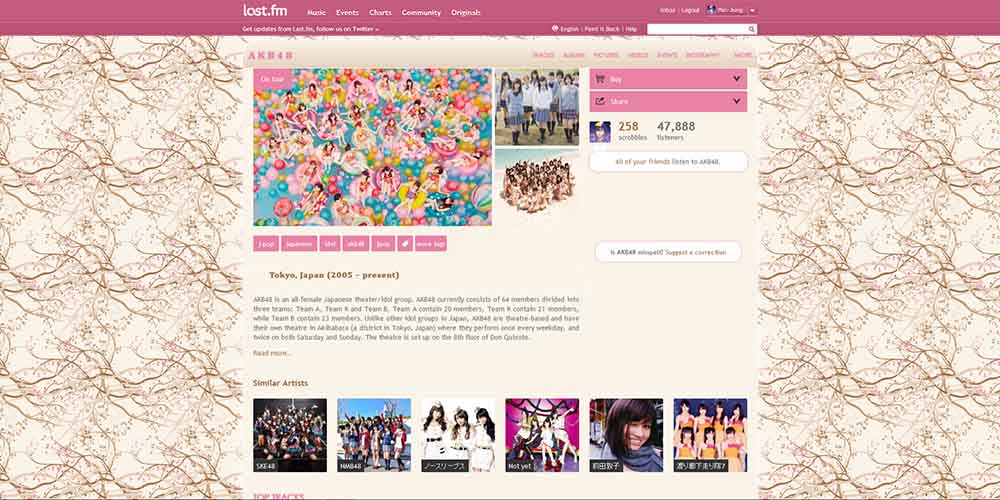 last.fm
Music Events Charts Community Originals
Inbox | Logout
Get updates from Last.fm, follow us on Twitter »
English | Paint It Black | Help
AKB48
TRACKS ALBUMS PICTURES VIDEOS EVENTS BIOGRAPHY MORE
On tour
Buy
Share
258 47,888
scrobbles listeners
All of your friends listen to AKB48.
j-pop japanese idol akb48 jpop more tags
Is AKB48 misspelt? Suggest a correction
Tokyo, Japan (2005 – present)
AKB48 is an all-female Japanese theater/idol group. AKB48 currently consists of 64 members divided into
three teams: Team A, Team K and Team B. Team A contain 20 members, Team K contain 21 members,
while Team B contain 23 members. Unlike other idol groups in Japan, AKB48 are theatre-based and have
their own theatre in Akihabara (a district in Tokyo, Japan) where they perform once every weekday, and
twice on both Saturday and Sunday. The theatre is set up on the 8th floor of Don Quixote.
Read more...
Similar Artists
SKE48 NMB48 ノースリーブス Not yet 前田敦子 渡り廊下走り隊7
TOP TRACKS